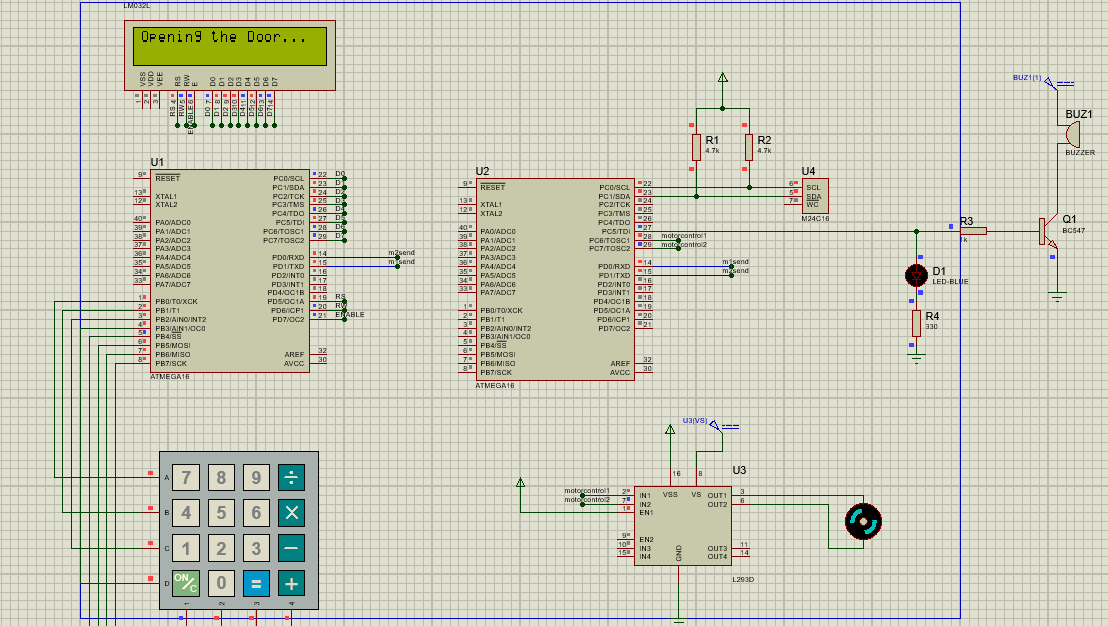 LM032L
Opening the Door...
VSS
VDD
VEE
RS
RW
E
D0
D1
D2
D3
D4
D5
D6
D7
1
2
3
RS 4
RW 5
ENABLE 6
D0 7
D1 8
D2 9
D3 10
D4 11
D5 12
D6 13
D7 14
U1
9 RESET PC0/SCL 22 D0
PC1/SDA 23
13 XTAL1 PC2/TCK 24
12 XTAL2 PC3/TMS 25
PC4/TDO 26
40 PA0/ADC0 PC5/TDI 27
39 PA1/ADC1 PC6/TOSC1 28
38 PA2/ADC2 PC7/TOSC2 29
37 PA3/ADC3
36 PA4/ADC4 PD0/RXD 14 m2send
35 PA5/ADC5 PD1/TXD 15 m1send
34 PA6/ADC6 PD2/INT0 16
33 PA7/ADC7 PD3/INT1 17
PD4/OC1B 18
1 PB0/T0/XCK PD5/OC1A 19 RS
2 PB1/T1 PD6/ICP1 20 RW
3 PB2/AIN0/INT2 PD7/OC2 21 ENABLE
4 PB3/AIN1/OC0
5 PB4/SS
6 PB5/MOSI
7 PB6/MISO AREF 32
8 PB7/SCK AVCC 30
ATMEGA16
U2
9 RESET PC0/SCL 22
PC1/SDA 23
13 XTAL1 PC2/TCK 24
12 XTAL2 PC3/TMS 25
PC4/TDO 26
40 PA0/ADC0 PC5/TDI 27
39 PA1/ADC1 PC6/TOSC1 28 motorcontrol1
38 PA2/ADC2 PC7/TOSC2 29 motorcontrol2
37 PA3/ADC3
36 PA4/ADC4 PD0/RXD 14 m1send
35 PA5/ADC5 PD1/TXD 15 m2send
34 PA6/ADC6 PD2/INT0 16
33 PA7/ADC7 PD3/INT1 17
PD4/OC1B 18
1 PB0/T0/XCK PD5/OC1A 19
2 PB1/T1 PD6/ICP1 20
3 PB2/AIN0/INT2 PD7/OC2 21
4 PB3/AIN1/OC0
5 PB4/SS
6 PB5/MOSI
7 PB6/MISO AREF 32
8 PB7/SCK AVCC 30
ATMEGA16
R1
4.7k
R2
4.7k
U4
6 SCL
5 SDA
7 WC
M24C16
BUZ1(1)
BUZ1
BUZZER
R3
1k
Q1
BC547
D1
LED-BLUE
R4
330
U3(VS)
16 8 U3
VSS VS
motorcontrol1 2 IN1 OUT1 3
motorcontrol2 7 IN2 OUT2 6
1 EN1
9 EN2
10 IN3 OUT3 11
15 IN4 OUT4 14
GND
L293D
A 7 8 9 ÷
B 4 5 6 ×
C 1 2 3 −
D ON/C 0 = +
1 2 3 4